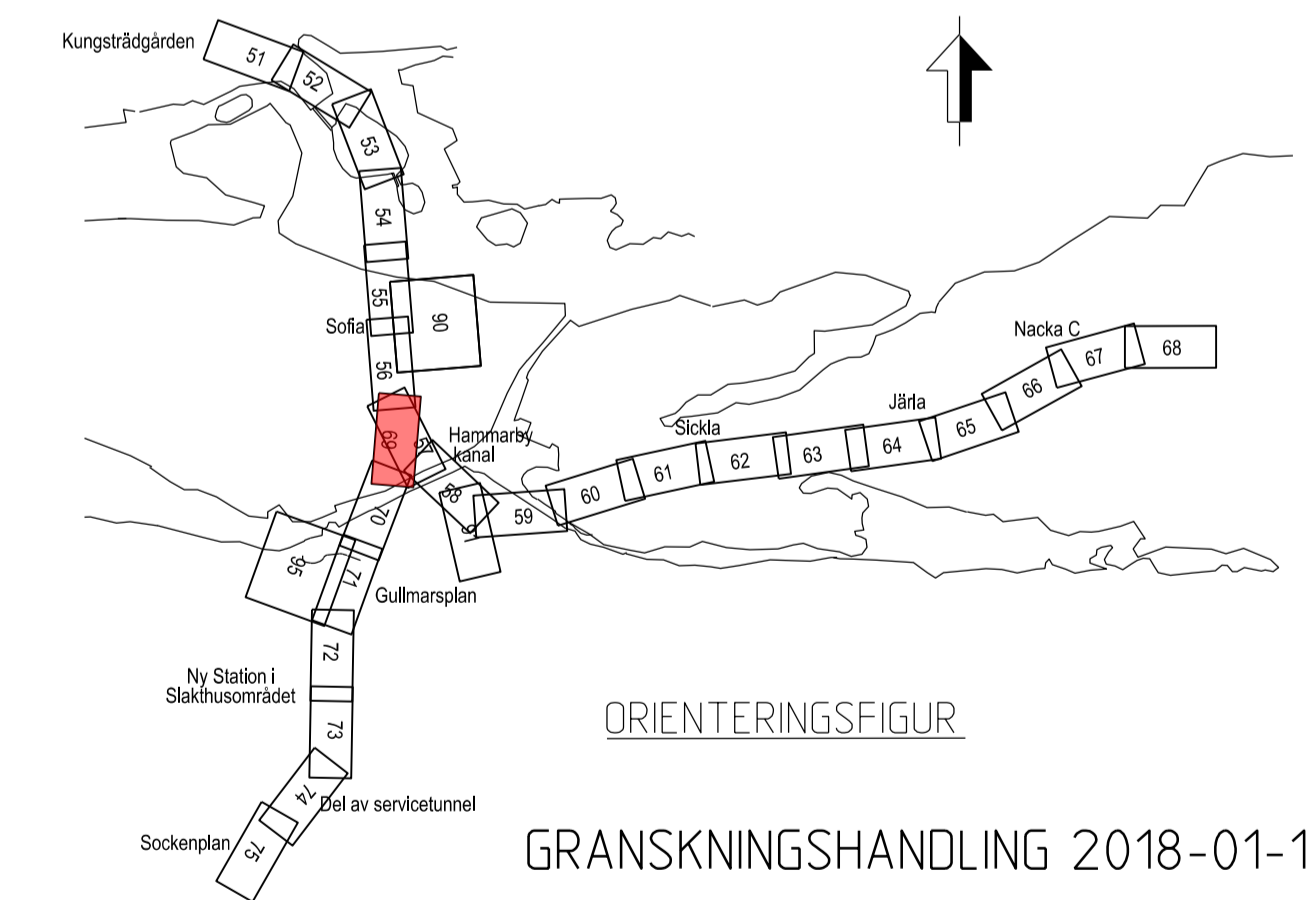 Kungsträdgården
51
52
53
54
55
90
Sofia
56
Nacka C
68
67
66
Järla
65
64
63
62
Sickla
61
60
59
58
Hammarby
kanal
69
70
95
71
Gullmarsplan
72
Ny Station i
Slakthusområdet
73
74
Del av servicetunnel
Sockenplan
75
ORIENTERINGSFIGUR
GRANSKNINGSHANDLING 2018-01-1